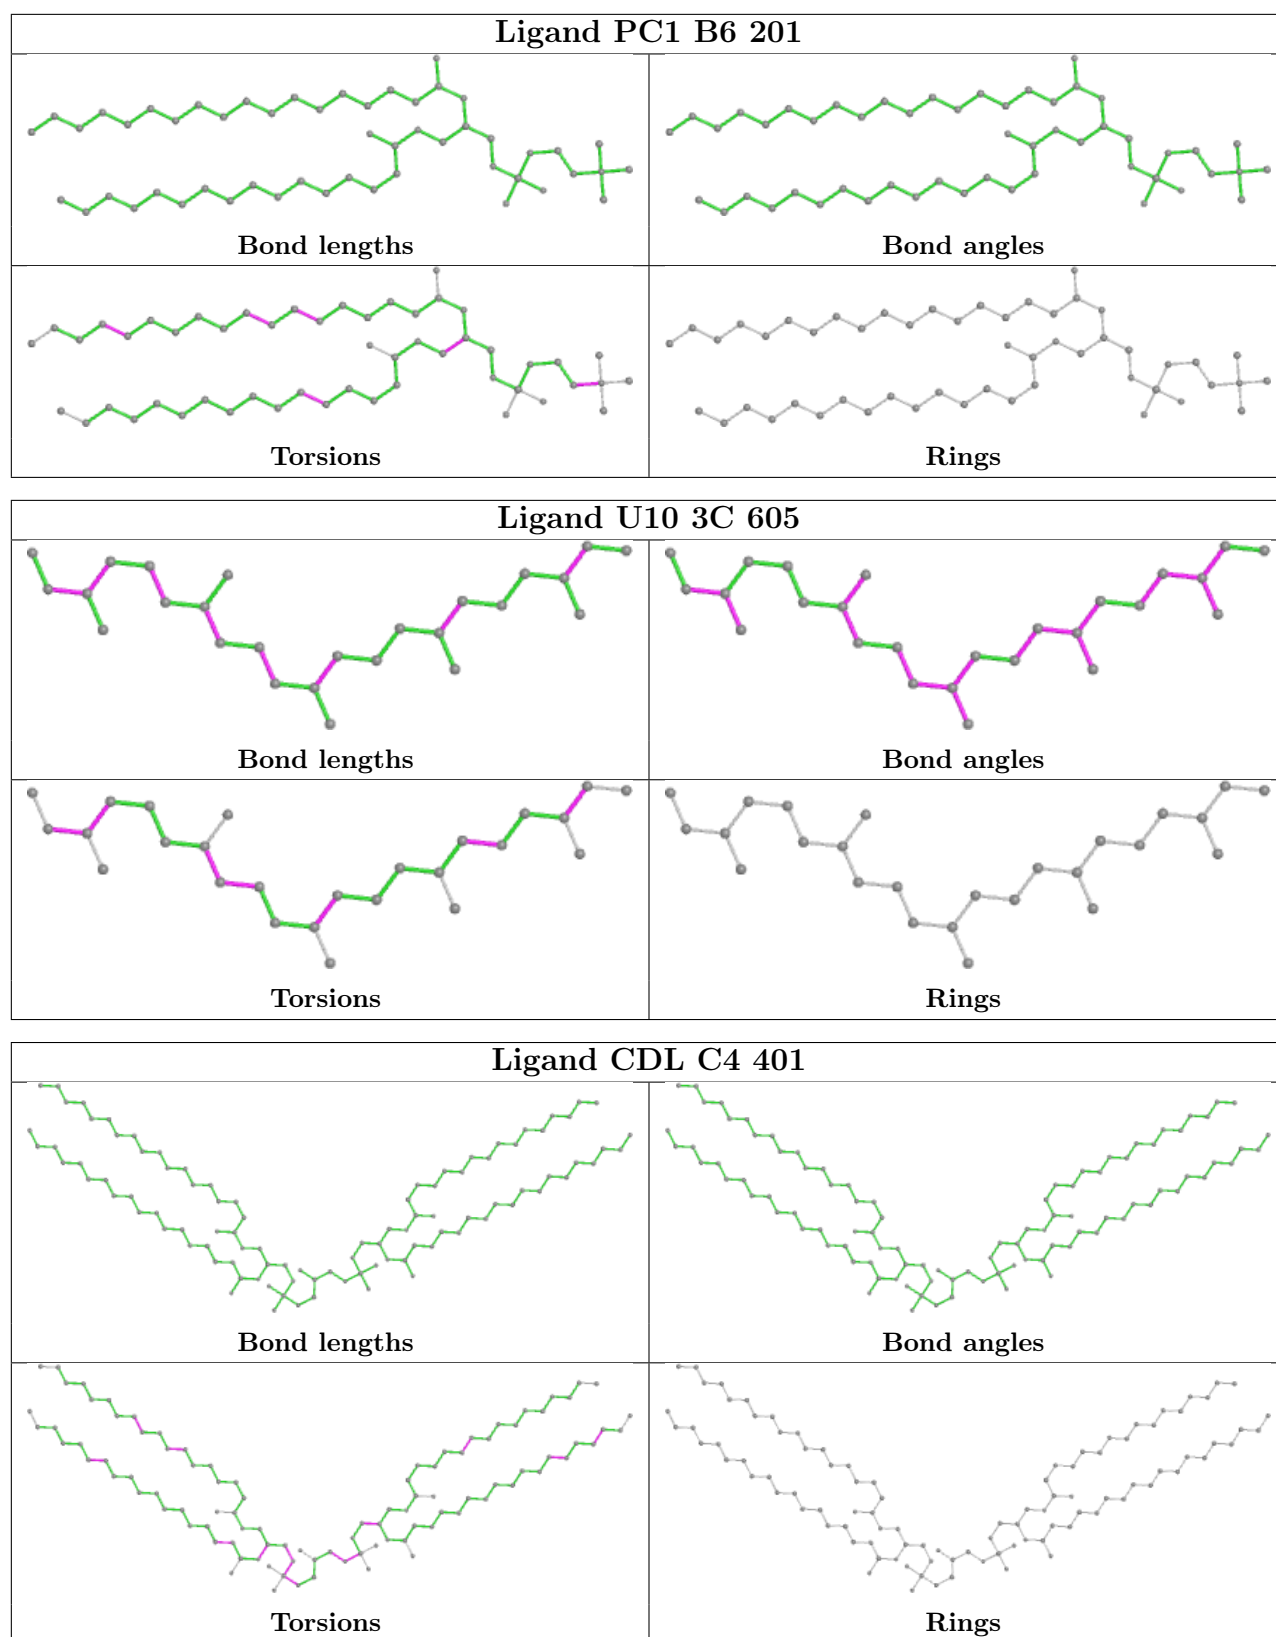 Ligand PC1 B6 201
Bond lengths
Bond angles
Torsions
Rings
Ligand U10 3C 605
Bond lengths
Bond angles
Torsions
Rings
Ligand CDL C4 401
Bond lengths
Bond angles
Torsions
Rings